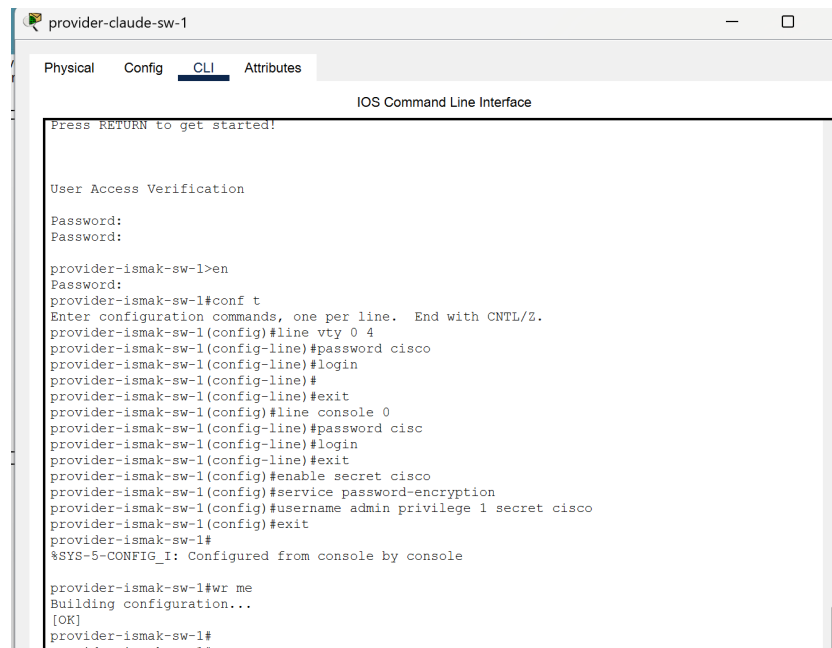 provider-claude-sw-1
Physical Config CLI Attributes
IOS Command Line Interface
Press RETURN to get started!
User Access Verification
Password:
Password:
provider-ismak-sw-1>en
Password:
provider-ismak-sw-1#conf t
Enter configuration commands, one per line.  End with CNTL/Z.
provider-ismak-sw-1(config)#line vty 0 4
provider-ismak-sw-1(config-line)#password cisco
provider-ismak-sw-1(config-line)#login
provider-ismak-sw-1(config-line)#
provider-ismak-sw-1(config-line)#exit
provider-ismak-sw-1(config)#line console 0
provider-ismak-sw-1(config-line)#password cisc
provider-ismak-sw-1(config-line)#login
provider-ismak-sw-1(config-line)#exit
provider-ismak-sw-1(config)#enable secret cisco
provider-ismak-sw-1(config)#service password-encryption
provider-ismak-sw-1(config)#username admin privilege 1 secret cisco
provider-ismak-sw-1(config)#exit
provider-ismak-sw-1#
%SYS-5-CONFIG_I: Configured from console by console
provider-ismak-sw-1#wr me
Building configuration...
[OK]
provider-ismak-sw-1#